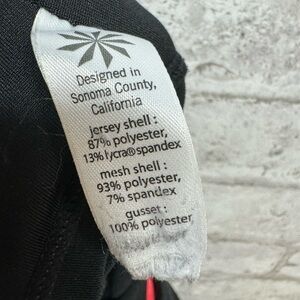 Designed in
Sonoma County,
California
jersey shell :
87% polyester,
13% lycra®spandex
mesh shell :
93% polyester,
7% spandex
gusset :
100% polyester